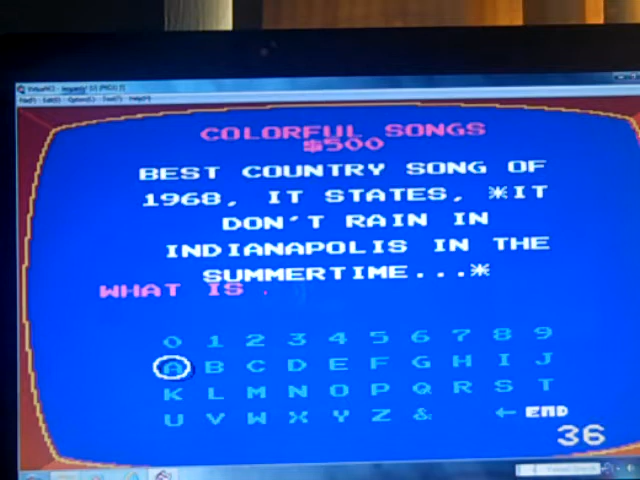 COLORFUL SONGS
$500
BEST COUNTRY SONG OF
1968, IT STATES, *IT
DON'T RAIN IN
INDIANAPOLIS IN THE
SUMMERTIME...*
WHAT IS .
0 1 2 3 4 5 6 7 8 9
A B C D E F G H I J
K L M N O P Q R S T
U V W X Y Z & ← END
36